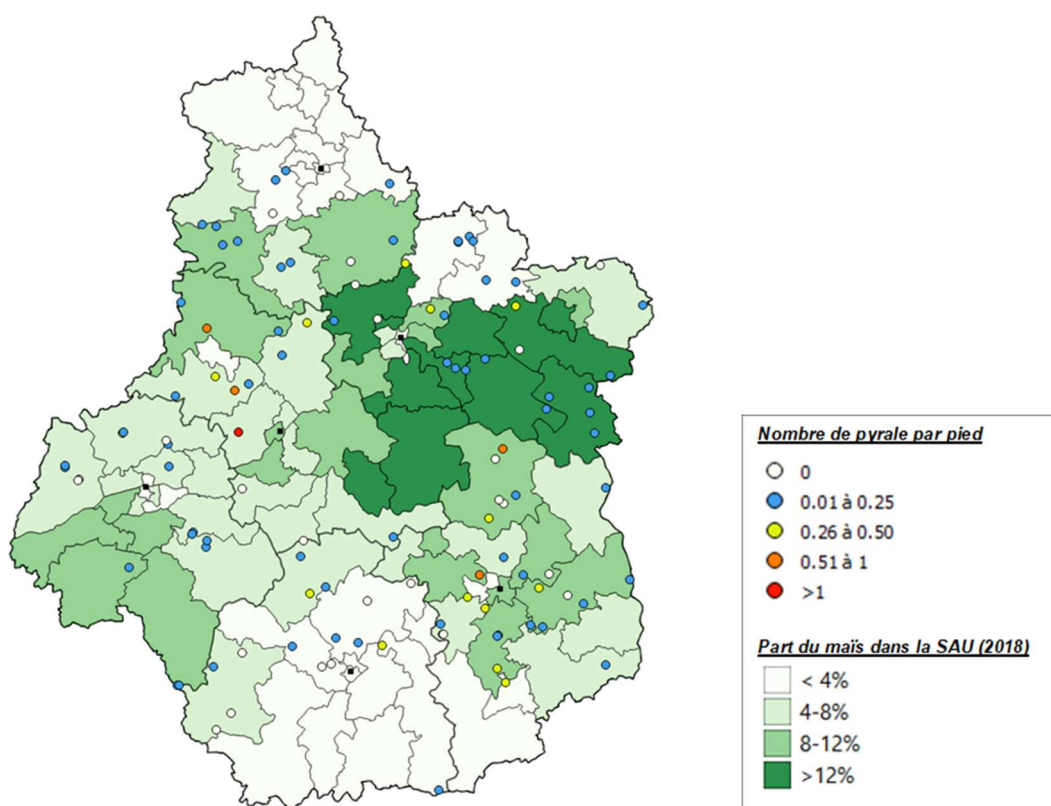 Nombre de pyrale par pied
0
0.01 à 0.25
0.26 à 0.50
0.51 à 1
>1
Part du maïs dans la SAU (2018)
< 4%
4-8%
8-12%
>12%